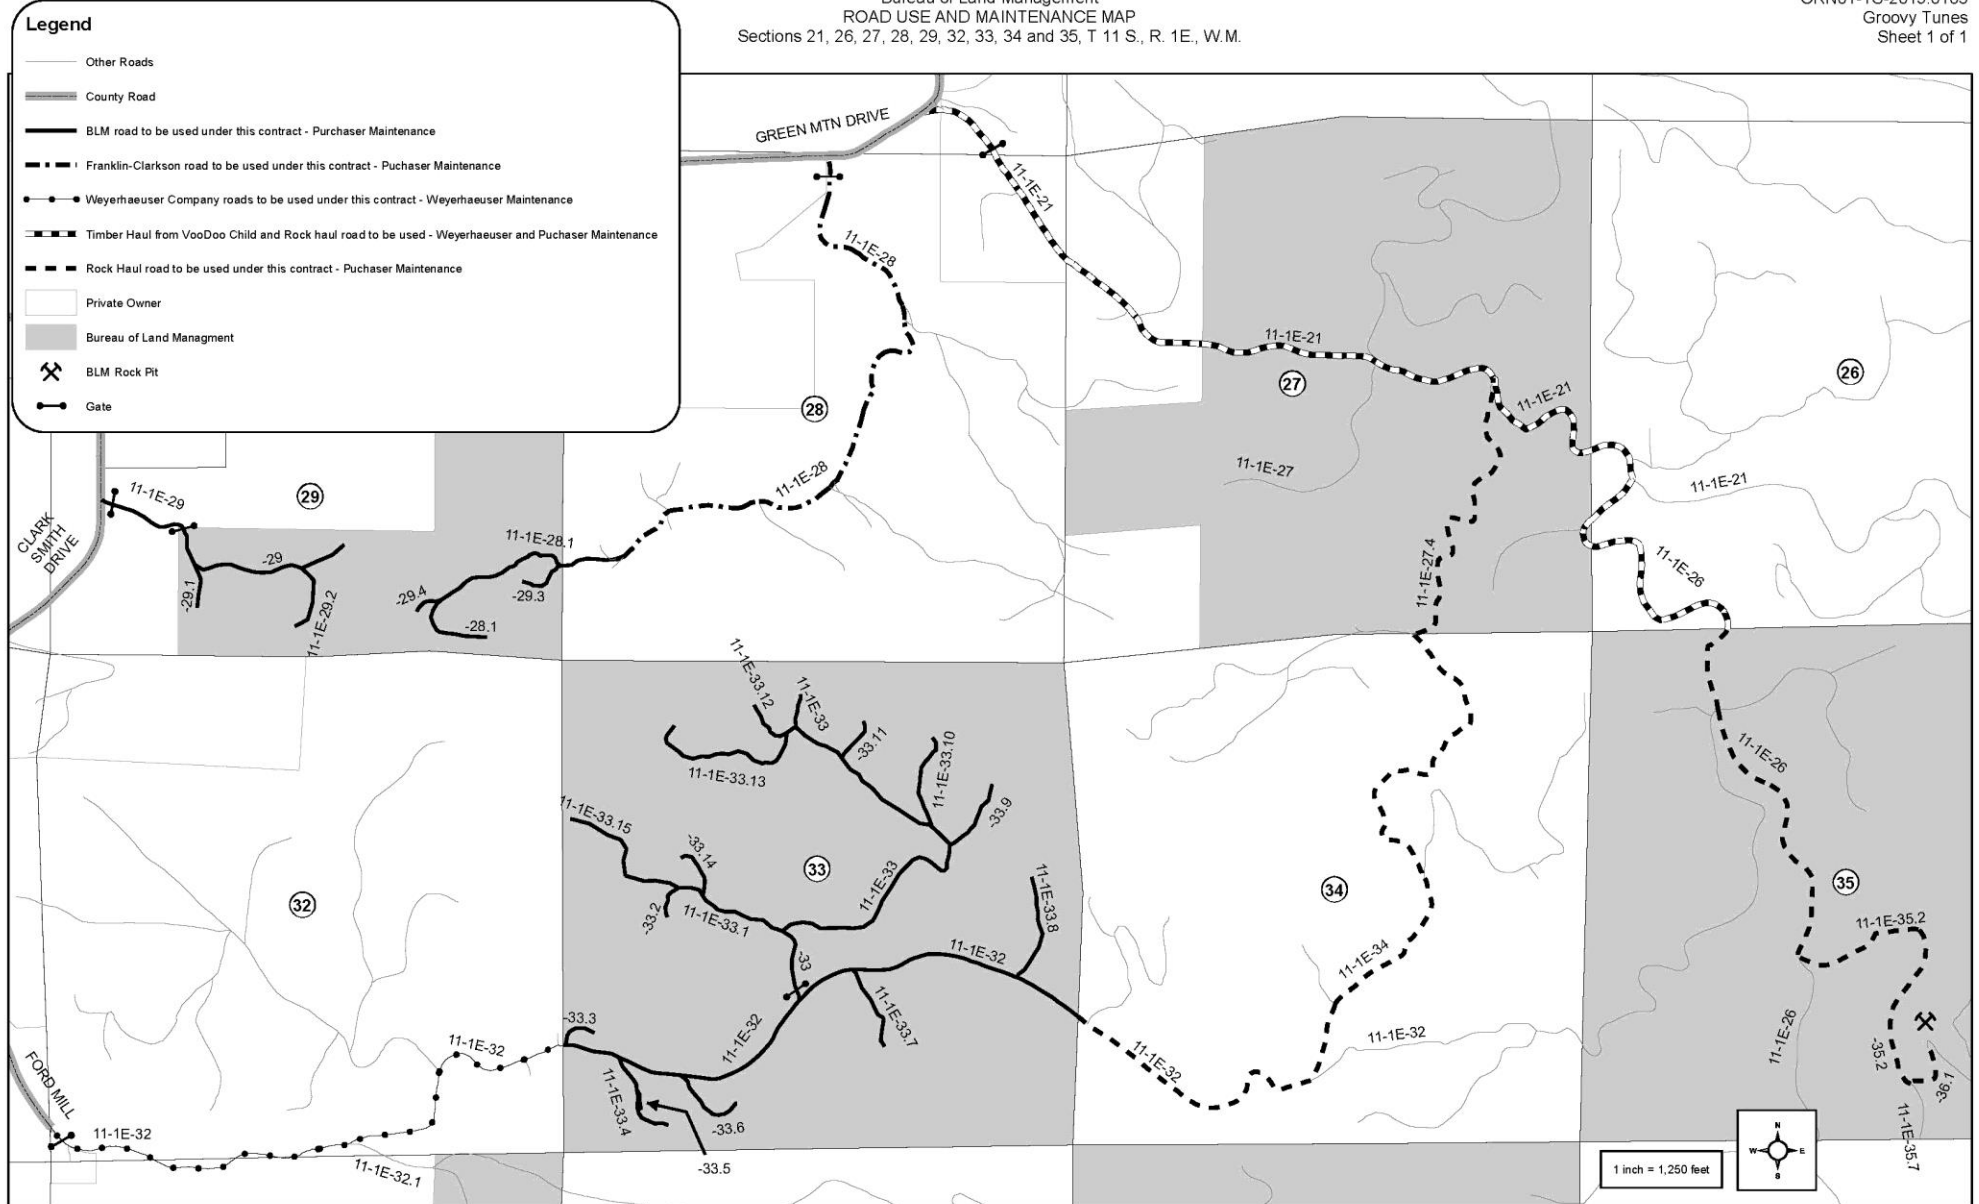 Bureau of Land Management
ROAD USE AND MAINTENANCE MAP
Sections 21, 26, 27, 28, 29, 32, 33, 34 and 35, T 11 S., R. 1E., W.M.
Groovy Tunes
Sheet 1 of 1
Legend
Other Roads
County Road
BLM road to be used under this contract - Purchaser Maintenance
Franklin-Clarkson road to be used under this contract - Puchaser Maintenance
Weyerhaeuser Company roads to be used under this contract - Weyerhaeuser Maintenance
Timber Haul from VooDoo Child and Rock haul road to be used - Weyerhaeuser and Puchaser Maintenance
Rock Haul road to be used under this contract - Puchaser Maintenance
Private Owner
Bureau of Land Managment
BLM Rock Pit
Gate
GREEN MTN DRIVE
11-1E-21
11-1E-28
11-1E-21
27
26
28
11-1E-21
11-1E-27
11-1E-28
11-1E-21
29
11-1E-29
CLARK
SMITH
DRIVE
-29
-29.1
11-1E-29.2
11-1E-28.1
-29.4
-29.3
-28.1
11-1E-27.4
11-1E-26
11-1E-33.12
11-1E-33
-33.11
11-1E-33.10
11-1E-33.13
-33.9
11-1E-26
11-1E-33.15
-33.14
33
11-1E-33
32
34
35
-33.2
11-1E-33.1
11-1E-33.8
-33
11-1E-32
11-1E-34
11-1E-35.2
11-1E-33.7
-33.3
11-1E-32
11-1E-32
11-1E-32
11-1E-32
11-1E-26
-35.2
-36.1
FORD MILL
11-1E-32
11-1E-33.4
-33.6
-33.5
11-1E-32.1
11-1E-35.7
1 inch = 1,250 feet
N
W
E
S